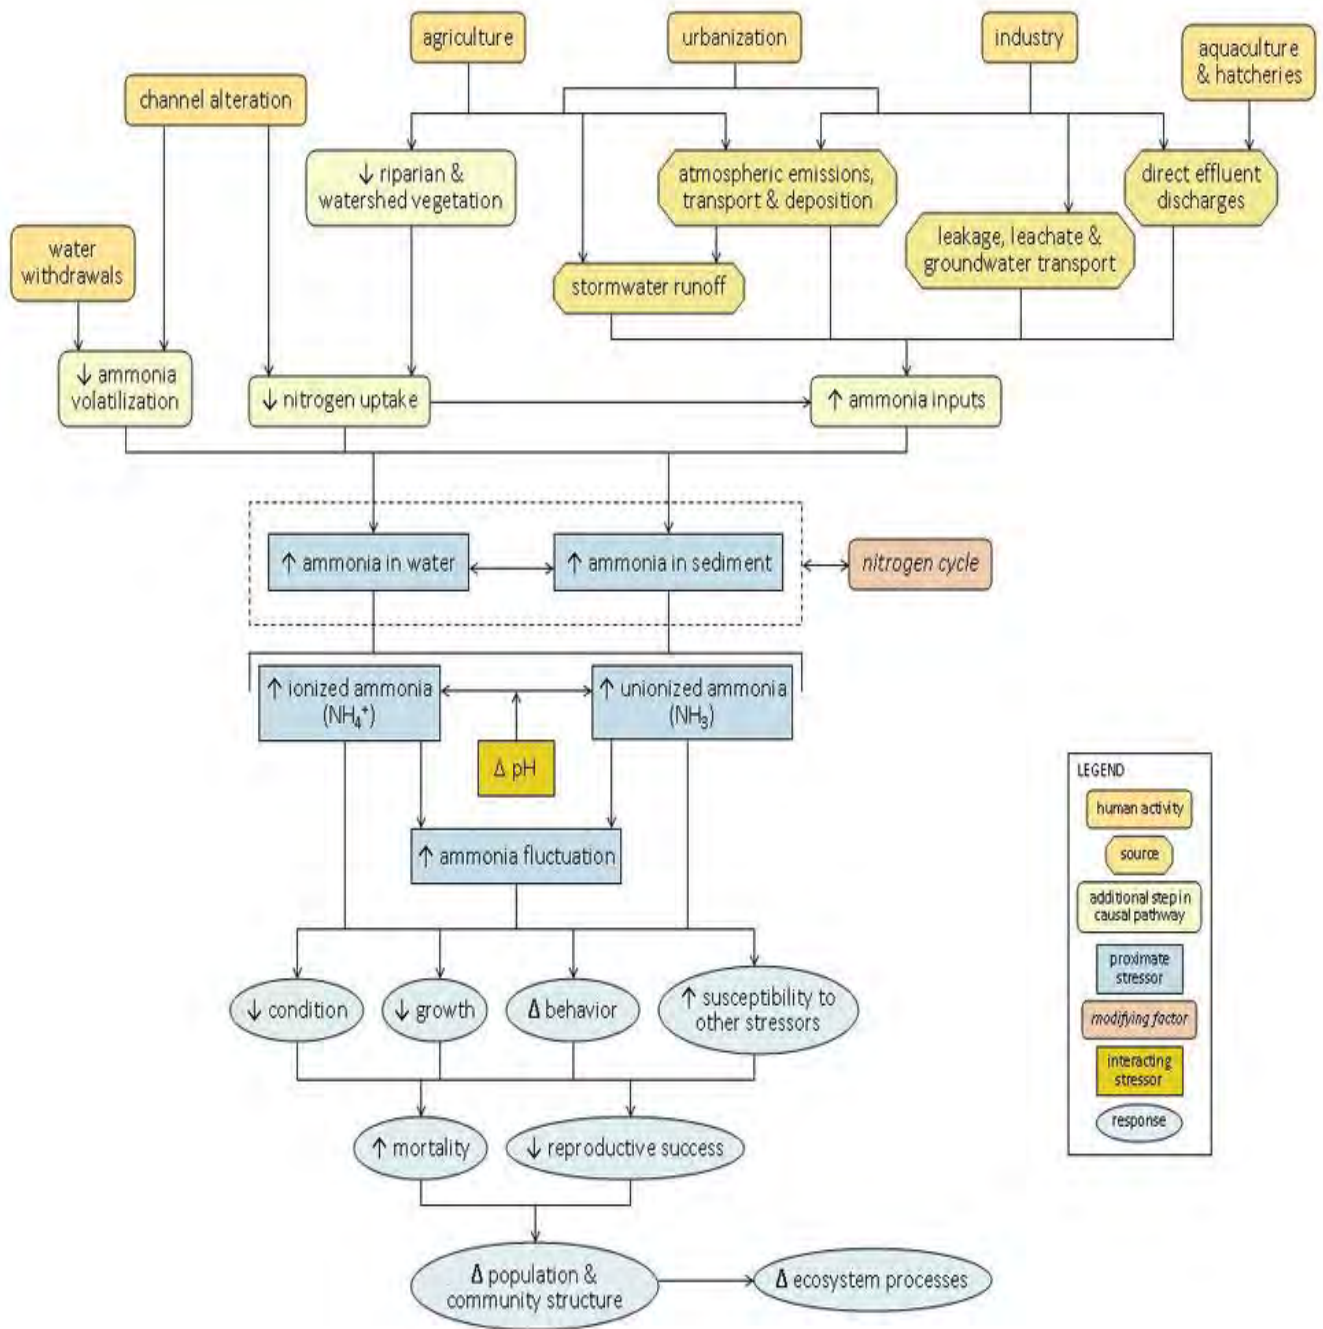 agriculture
urbanization
industry
aquaculture
& hatcheries
channel alteration
↓ riparian &
watershed vegetation
atmospheric emissions,
transport & deposition
direct effluent
discharges
water
withdrawals
leakage, leachate &
groundwater transport
stormwater runoff
↓ ammonia
volatilization
↓ nitrogen uptake
↑ ammonia inputs
↑ ammonia in water
↑ ammonia in sediment
nitrogen cycle
↑ ionized ammonia
(NH₄⁺)
↑ unionized ammonia
(NH₃)
Δ pH
↑ ammonia fluctuation
↓ condition
↓ growth
Δ behavior
↑ susceptibility to
other stressors
↑ mortality
↓ reproductive success
Δ population &
community structure
Δ ecosystem processes
LEGEND
human activity
source
additional step in
causal pathway
proximate
stressor
modifying factor
interacting
stressor
response